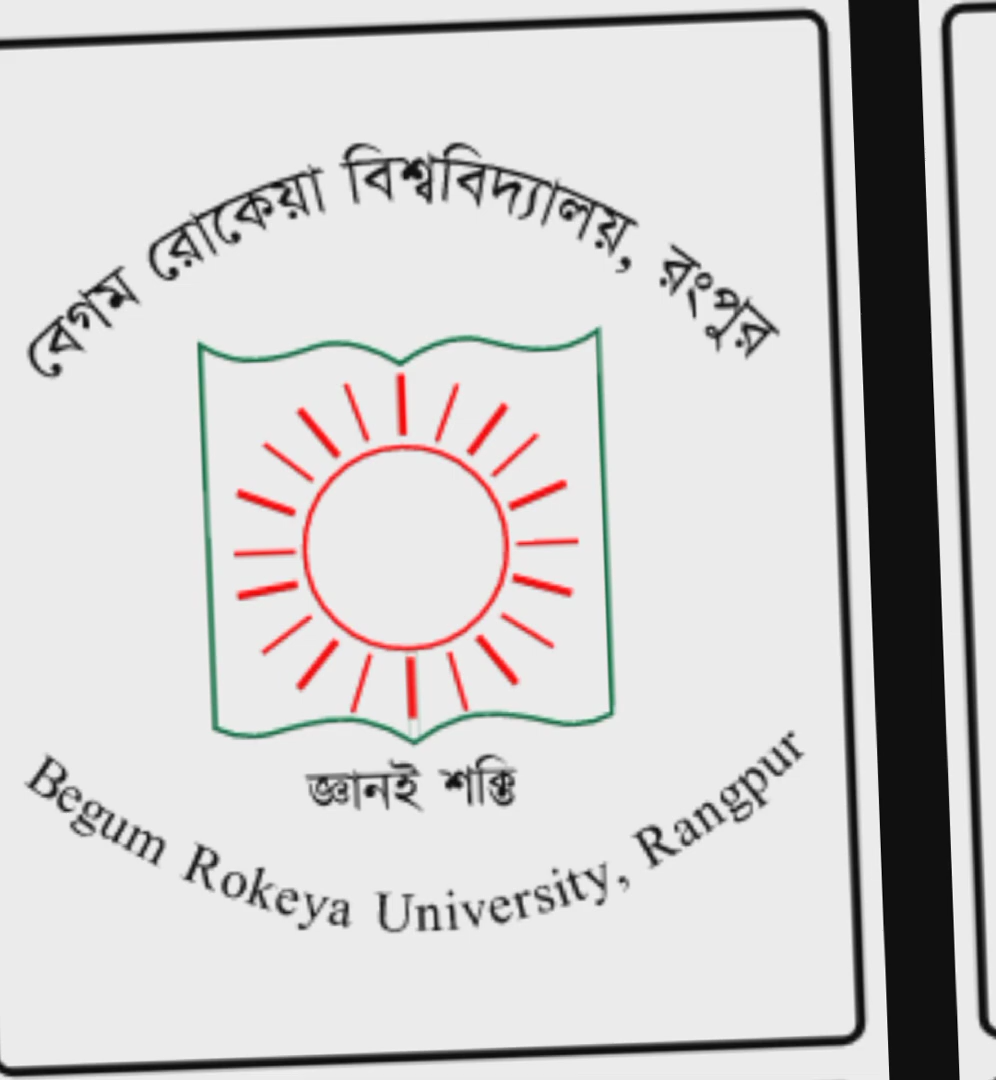 বেগম রোকেয়া বিশ্ববিদ্যালয়, রংপুর
জ্ঞানই শক্তি
Begum Rokeya University, Rangpur